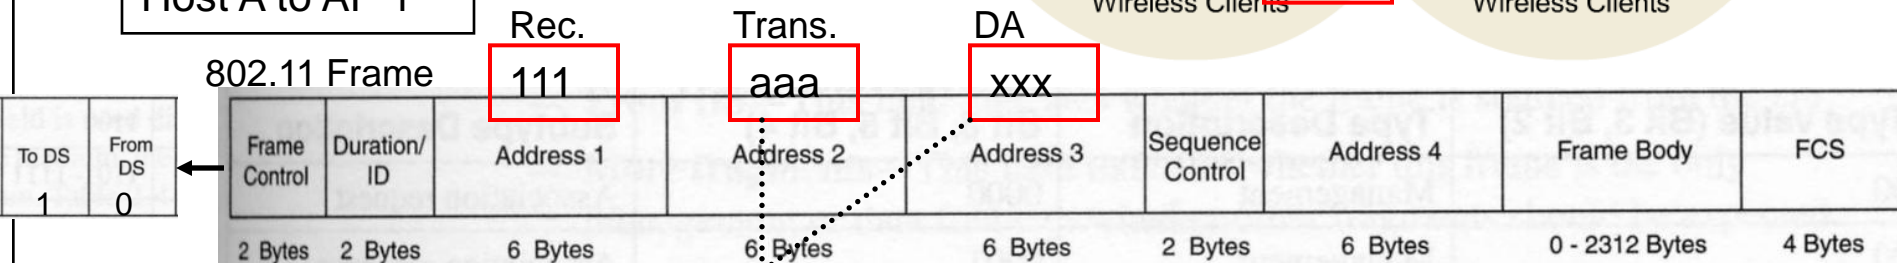 Host A to AP 1
Wireless Clients
Wireless Clients
Rec.
Trans.
DA
802.11 Frame
111
aaa
xxx
To DS
From DS
1
0
Frame Control
Duration/ ID
Address 1
Address 2
Address 3
Sequence Control
Address 4
Frame Body
FCS
2 Bytes
2 Bytes
6 Bytes
6 Bytes
6 Bytes
2 Bytes
6 Bytes
0 - 2312 Bytes
4 Bytes